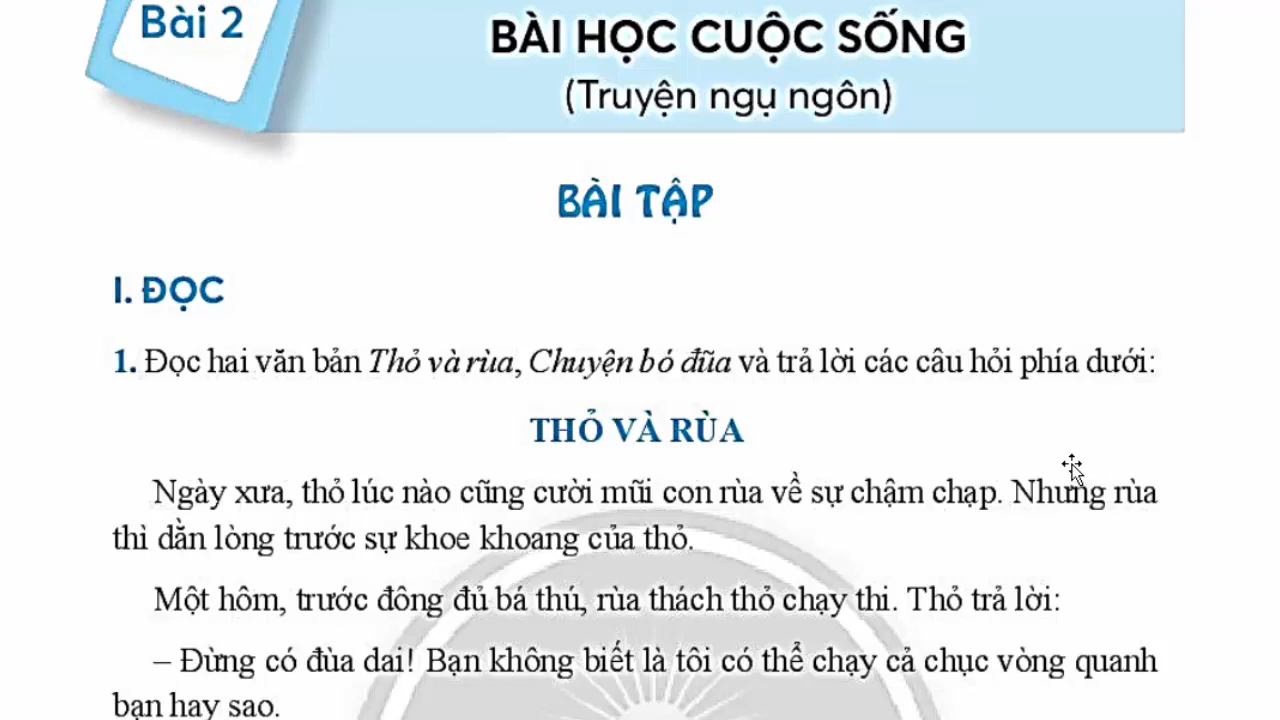 Bài 2
BÀI HỌC CUỘC SỐNG
(Truyện ngụ ngôn)
BÀI TẬP
I. ĐỌC
1. Đọc hai văn bản Thỏ và rùa, Chuyện bó đũa và trả lời các câu hỏi phía dưới:
THỎ VÀ RÙA
Ngày xưa, thỏ lúc nào cũng cười mũi con rùa về sự chậm chạp. Nhưng rùa
thì dằn lòng trước sự khoe khoang của thỏ.
Một hôm, trước đông đủ bá thú, rùa thách thỏ chạy thi. Thỏ trả lời:
– Đừng có đùa dai! Bạn không biết là tôi có thể chạy cả chục vòng quanh
bạn hay sao.